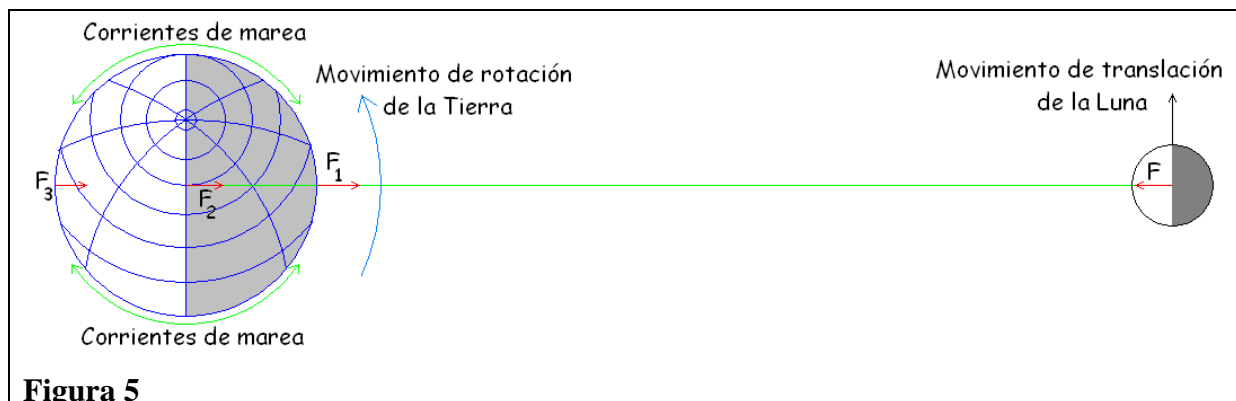 Corrientes de marea
Movimiento de rotación
de la Tierra
Movimiento de translación
de la Luna
F3
F2
F1
F
Corrientes de marea
Figura 5